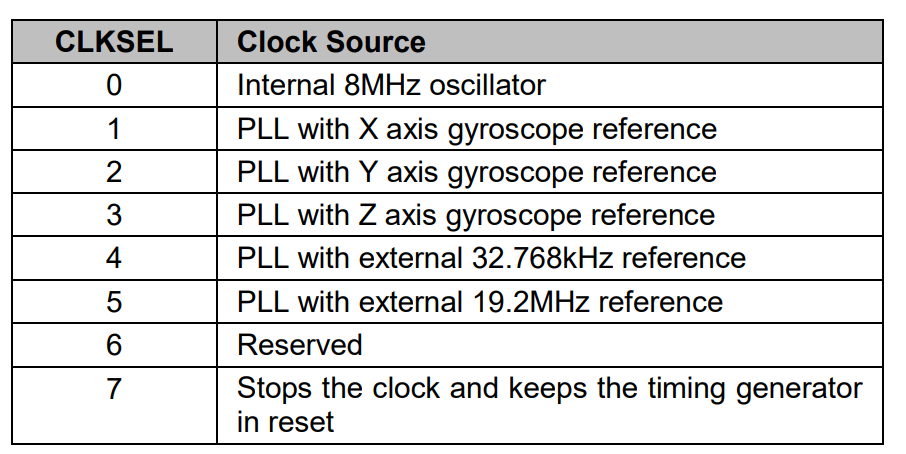 CLKSEL Clock Source
0 Internal 8MHz oscillator
1 PLL with X axis gyroscope reference
2 PLL with Y axis gyroscope reference
3 PLL with Z axis gyroscope reference
4 PLL with external 32.768kHz reference
5 PLL with external 19.2MHz reference
6 Reserved
7 Stops the clock and keeps the timing generator
in reset